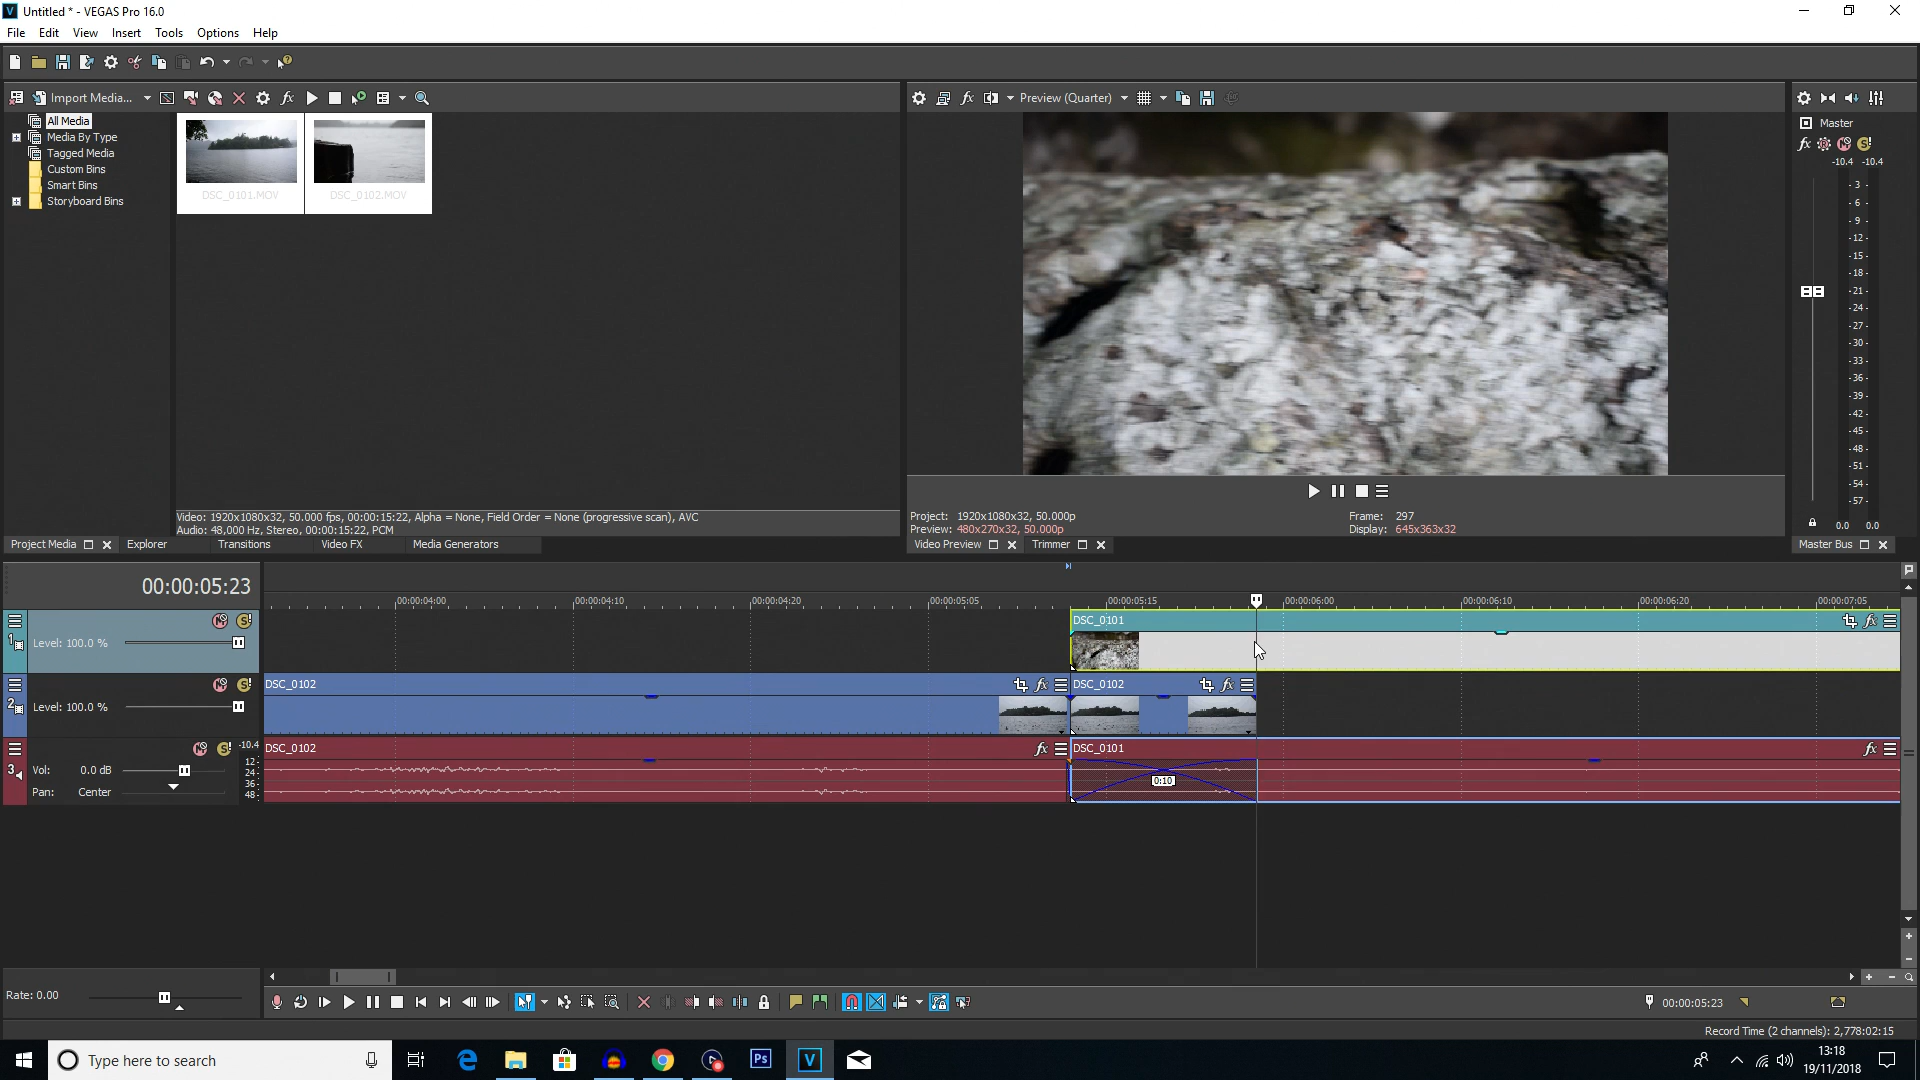 Untitled * - VEGAS Pro 16.0
File Edit View Insert Tools Options Help
Import Media...
Preview (Quarter)
All Media
Media By Type
Tagged Media
Custom Bins
Smart Bins
Storyboard Bins
DSC_0101.MOV DSC_0102.MOV
Master
-10.4 -10.4
- 3 -
- 6 -
- 9 -
-12-
-15-
-18-
-21-
-24-
-27-
-30-
-33-
-36-
-39-
-42-
-45-
-48-
-51-
-54-
-57-
0.0 0.0
Video: 1920x1080x32, 50.000 fps, 00:00:15:22, Alpha = None, Field Order = None (progressive scan), AVC
Audio: 48,000 Hz, Stereo, 00:00:15:22, PCM
Project: 1920x1080x32, 50.000p Frame: 297
Preview: 480x270x32, 50.000p Display: 645x363x32
Project Media Explorer Transitions Video FX Media Generators
Video Preview Trimmer
Master Bus
00:00:05:23
00:00:04:00 00:00:04:10 00:00:04:20 00:00:05:05 00:00:05:15 00:00:06:00 00:00:06:10 00:00:06:20 00:00:07:05
1 Level: 100.0 %
DSC_0101
2 Level: 100.0 %
DSC_0102 DSC_0102
3 Vol: 0.0 dB
Pan: Center
-10.4
12-
24-
36-
48-
DSC_0102 DSC_0101
0:10
Rate: 0.00
00:00:05:23
Record Time (2 channels): 2,778:02:15
Type here to search
Ps
V
13:18
19/11/2018